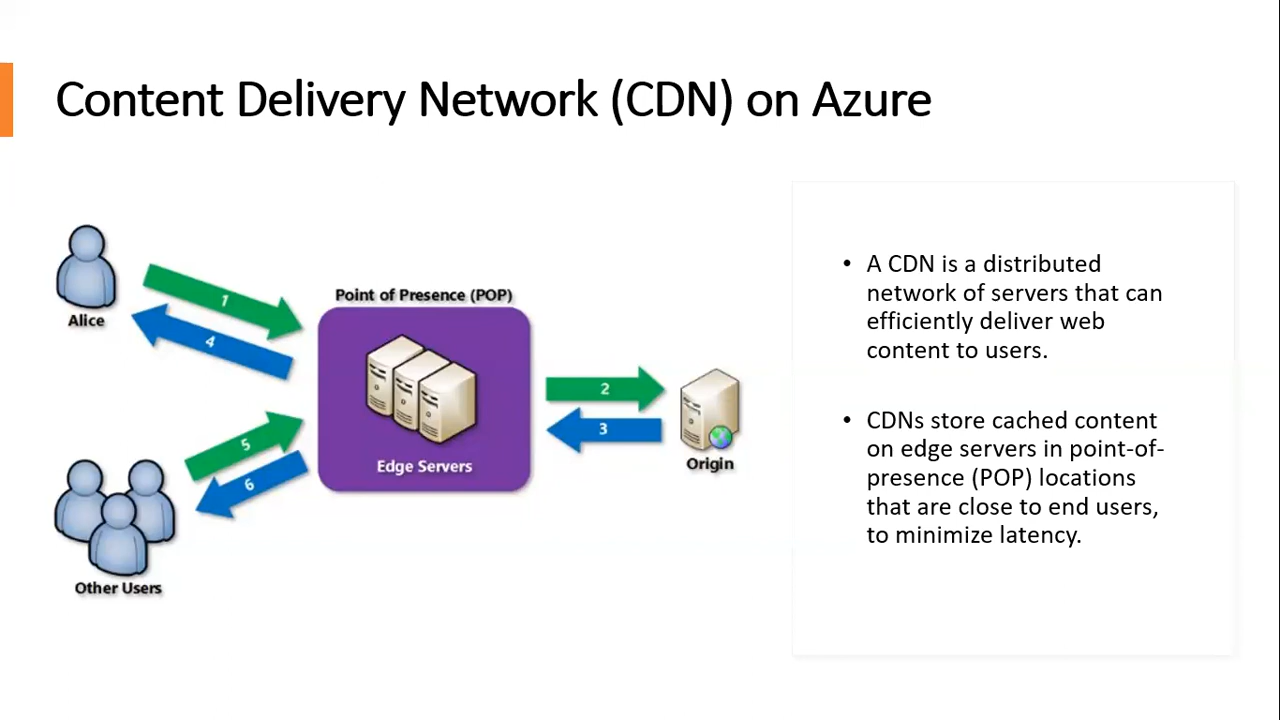 Content Delivery Network (CDN) on Azure
Alice
1
4
Point of Presence (POP)
Edge Servers
2
3
Origin
5
6
Other Users
• A CDN is a distributed
network of servers that can
efficiently deliver web
content to users.
• CDNs store cached content
on edge servers in point-of-
presence (POP) locations
that are close to end users,
to minimize latency.